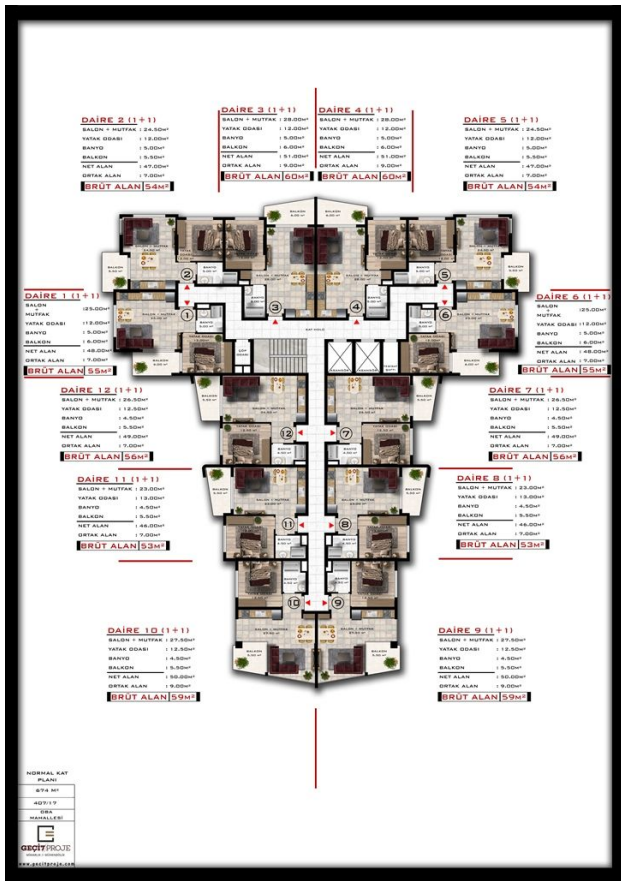 DAİRE 2 (1+1)
SALON + MUTFAK : 24.50M²
YATAK ODASI : 12.00M²
BANYO : 5.00M²
BALKON : 5.50M²
NET ALAN : 47.00M²
ORTAK ALAN : 7.00M²
BRÜT ALAN 54M²
DAİRE 3 (1+1)
SALON + MUTFAK : 28.00M²
YATAK ODASI : 12.00M²
BANYO : 5.00M²
BALKON : 6.00M²
NET ALAN : 51.00M²
ORTAK ALAN : 9.00M²
BRÜT ALAN 60M²
DAİRE 4 (1+1)
SALON + MUTFAK : 28.00M²
YATAK ODASI : 12.00M²
BANYO : 5.00M²
BALKON : 6.00M²
NET ALAN : 51.00M²
ORTAK ALAN : 9.00M²
BRÜT ALAN 60M²
DAİRE 5 (1+1)
SALON + MUTFAK : 24.50M²
YATAK ODASI : 12.00M²
BANYO : 5.00M²
BALKON : 5.50M²
NET ALAN : 47.00M²
ORTAK ALAN : 7.00M²
BRÜT ALAN 54M²
DAİRE 1 (1+1)
SALON
+
MUTFAK :25.00M²
YATAK ODASI :12.00M²
BANYO : 5.00M²
BALKON : 6.00M²
NET ALAN : 48.00M²
ORTAK ALAN : 7.00M²
BRÜT ALAN 55M²
DAİRE 6 (1+1)
SALON
+
MUTFAK :25.00M²
YATAK ODASI :12.00M²
BANYO : 5.00M²
BALKON : 6.00M²
NET ALAN : 48.00M²
ORTAK ALAN : 7.00M²
BRÜT ALAN 55M²
2
1
3
4
5
6
KAT HOLÜ
DAİRE 12 (1+1)
SALON + MUTFAK : 26.50M²
YATAK ODASI : 12.50M²
BANYO : 4.50M²
BALKON : 5.50M²
NET ALAN : 49.00M²
ORTAK ALAN : 7.00M²
BRÜT ALAN 56M²
DAİRE 7 (1+1)
SALON + MUTFAK : 26.50M²
YATAK ODASI : 12.50M²
BANYO : 4.50M²
BALKON : 5.50M²
NET ALAN : 49.00M²
ORTAK ALAN : 7.00M²
BRÜT ALAN 56M²
12
7
DAİRE 11 (1+1)
SALON + MUTFAK : 23.00M²
YATAK ODASI : 13.00M²
BANYO : 4.50M²
BALKON : 5.50M²
NET ALAN : 46.00M²
ORTAK ALAN : 7.00M²
BRÜT ALAN 53M²
DAİRE 8 (1+1)
SALON + MUTFAK : 23.00M²
YATAK ODASI : 13.00M²
BANYO : 4.50M²
BALKON : 5.50M²
NET ALAN : 46.00M²
ORTAK ALAN : 7.00M²
BRÜT ALAN 53M²
11
8
10
9
DAİRE 10 (1+1)
SALON + MUTFAK : 27.50M²
YATAK ODASI : 12.50M²
BANYO : 4.50M²
BALKON : 5.50M²
NET ALAN : 50.00M²
ORTAK ALAN : 9.00M²
BRÜT ALAN 59M²
DAİRE 9 (1+1)
SALON + MUTFAK : 27.50M²
YATAK ODASI : 12.50M²
BANYO : 4.50M²
BALKON : 5.50M²
NET ALAN : 50.00M²
ORTAK ALAN : 9.00M²
BRÜT ALAN 59M²
NORMAL KAT
PLANI
674 M²
407/17
OBA
MAHALLESİ
GEÇİT PROJE
www.gecitproje.com